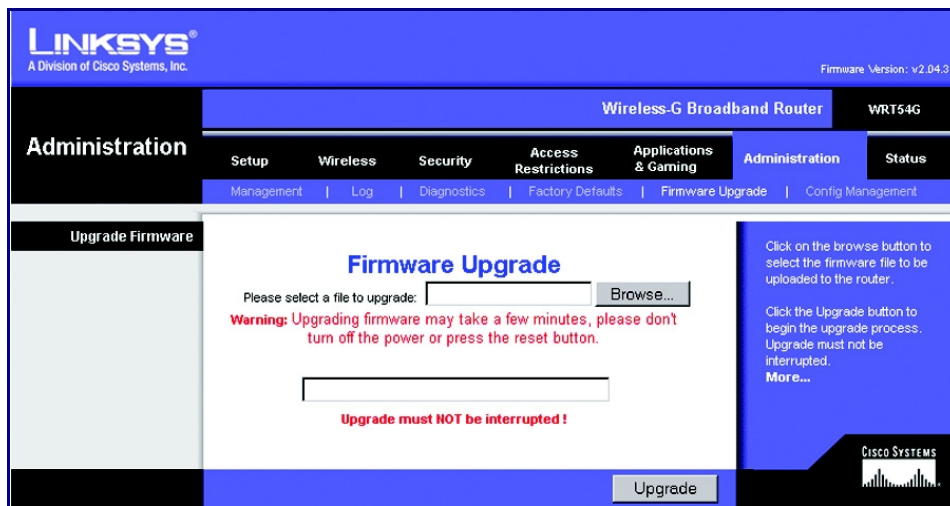 LINKSYS®
A Division of Cisco Systems, Inc.
Firmware Version: v2.04.3
Wireless-G Broadband Router WRT54G
Administration
Setup Wireless Security Access Restrictions Applications & Gaming Administration Status
Management | Log | Diagnostics | Factory Defaults | Firmware Upgrade | Config Management
Upgrade Firmware
Firmware Upgrade
Please select a file to upgrade: Browse...
Warning: Upgrading firmware may take a few minutes, please don't
turn off the power or press the reset button.
Upgrade must NOT be interrupted !
Upgrade
Click on the browse button to
select the firmware file to be
uploaded to the router.
Click the Upgrade button to
begin the upgrade process.
Upgrade must not be
interrupted.
More...
CISCO SYSTEMS